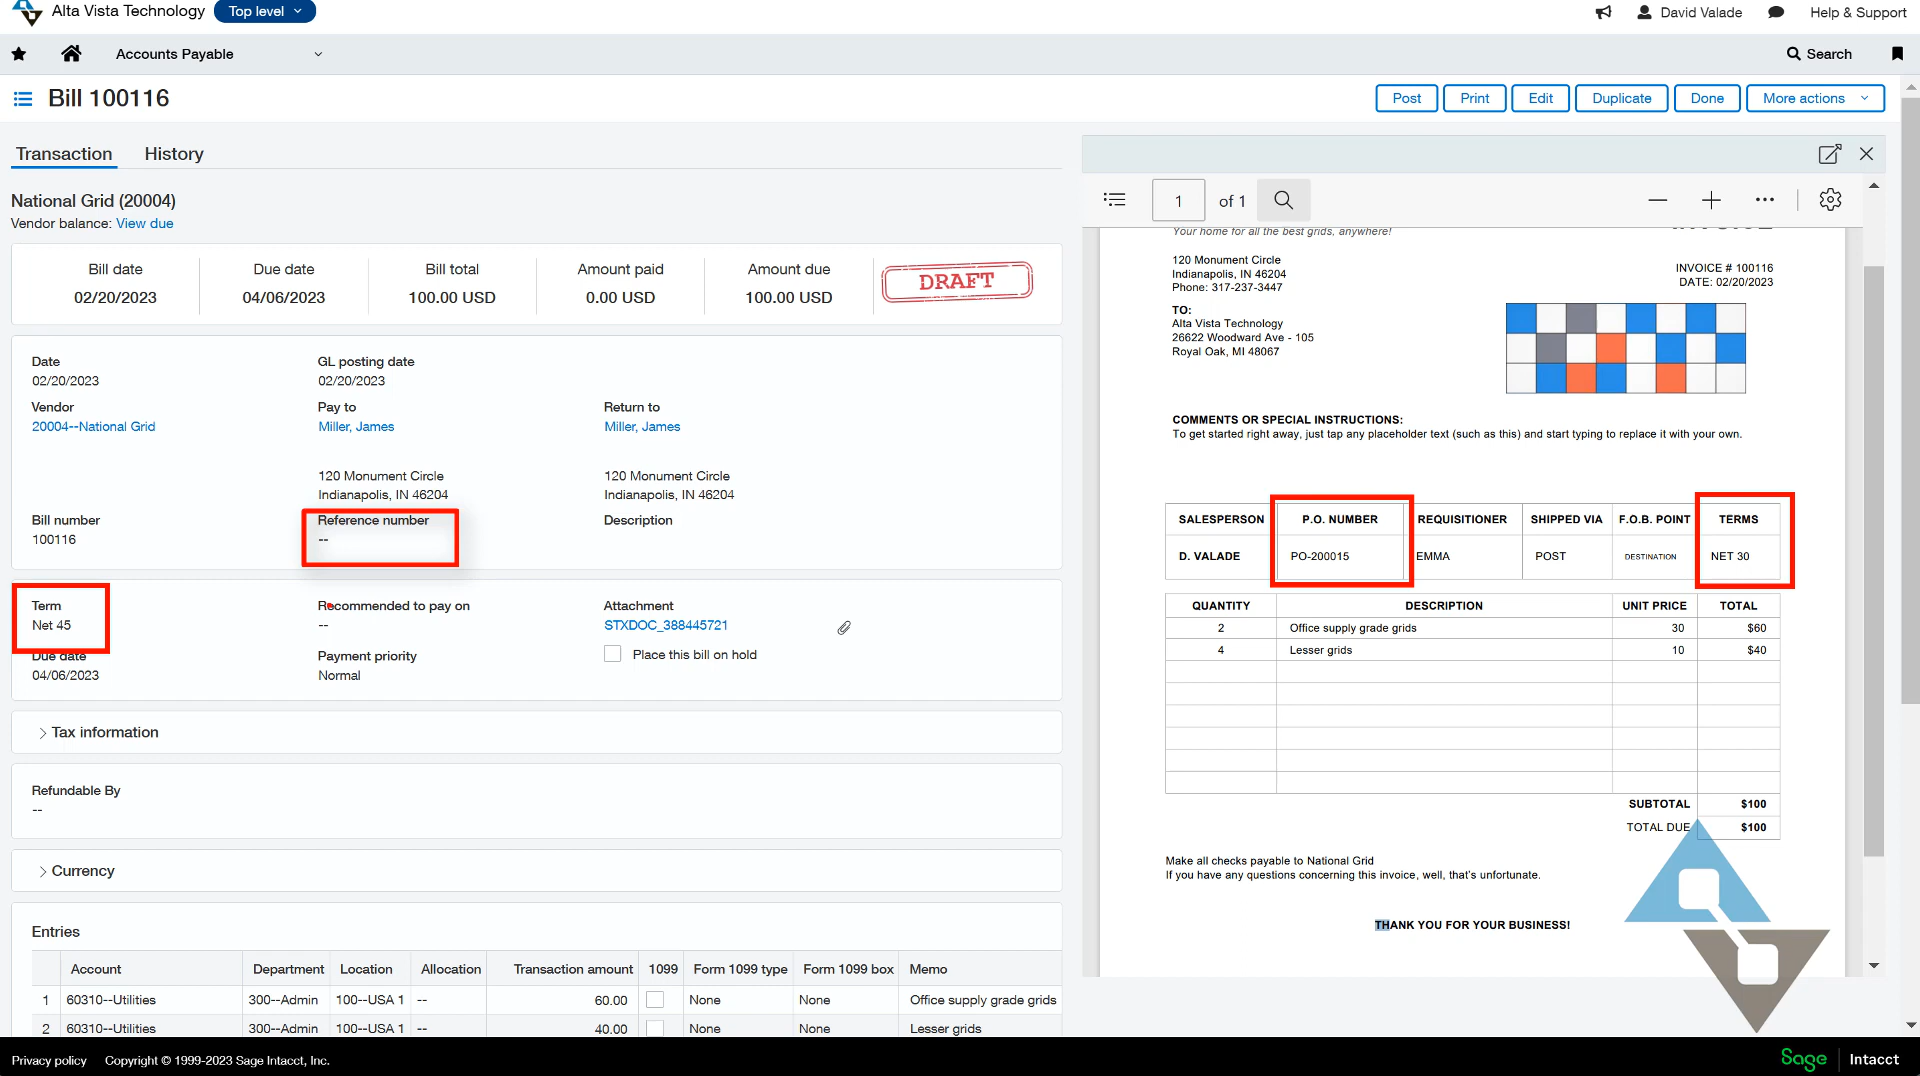 Alta Vista Technology Top level David Valade Help & Support
Accounts Payable Search
Bill 100116 Post Print Edit Duplicate Done More actions
Transaction History
National Grid (20004)
Vendor balance: View due
Bill date Due date Bill total Amount paid Amount due
02/20/2023 04/06/2023 100.00 USD 0.00 USD 100.00 USD
DRAFT
Date GL posting date
02/20/2023 02/20/2023
Vendor Pay to Return to
20004--National Grid Miller, James Miller, James
120 Monument Circle 120 Monument Circle
Indianapolis, IN 46204 Indianapolis, IN 46204
Bill number Reference number Description
100116 --
Term Recommended to pay on Attachment
Net 45 -- STXDOC_388445721
Place this bill on hold
Due date Payment priority
04/06/2023 Normal
Tax information
Refundable By
--
Currency
Entries
Account Department Location Allocation Transaction amount 1099 Form 1099 type Form 1099 box Memo
1 60310--Utilities 300--Admin 100--USA 1 -- 60.00 None None Office supply grade grids
2 60310--Utilities 300--Admin 100--USA 1 -- 40.00 None None Lesser grids
1 of 1
Your home for all the best grids, anywhere!
120 Monument Circle
Indianapolis, IN 46204
Phone: 317-237-3447
INVOICE # 100116
DATE: 02/20/2023
TO:
Alta Vista Technology
26622 Woodward Ave - 105
Royal Oak, MI 48067
COMMENTS OR SPECIAL INSTRUCTIONS:
To get started right away, just tap any placeholder text (such as this) and start typing to replace it with your own.
SALESPERSON P.O. NUMBER REQUISITIONER SHIPPED VIA F.O.B. POINT TERMS
D. VALADE PO-200015 EMMA POST DESTINATION NET 30
QUANTITY DESCRIPTION UNIT PRICE TOTAL
2 Office supply grade grids 30 $60
4 Lesser grids 10 $40
SUBTOTAL $100
TOTAL DUE $100
Make all checks payable to National Grid
If you have any questions concerning this invoice, well, that's unfortunate.
THANK YOU FOR YOUR BUSINESS!
Privacy policy Copyright © 1999-2023 Sage Intacct, Inc. Sage Intacct